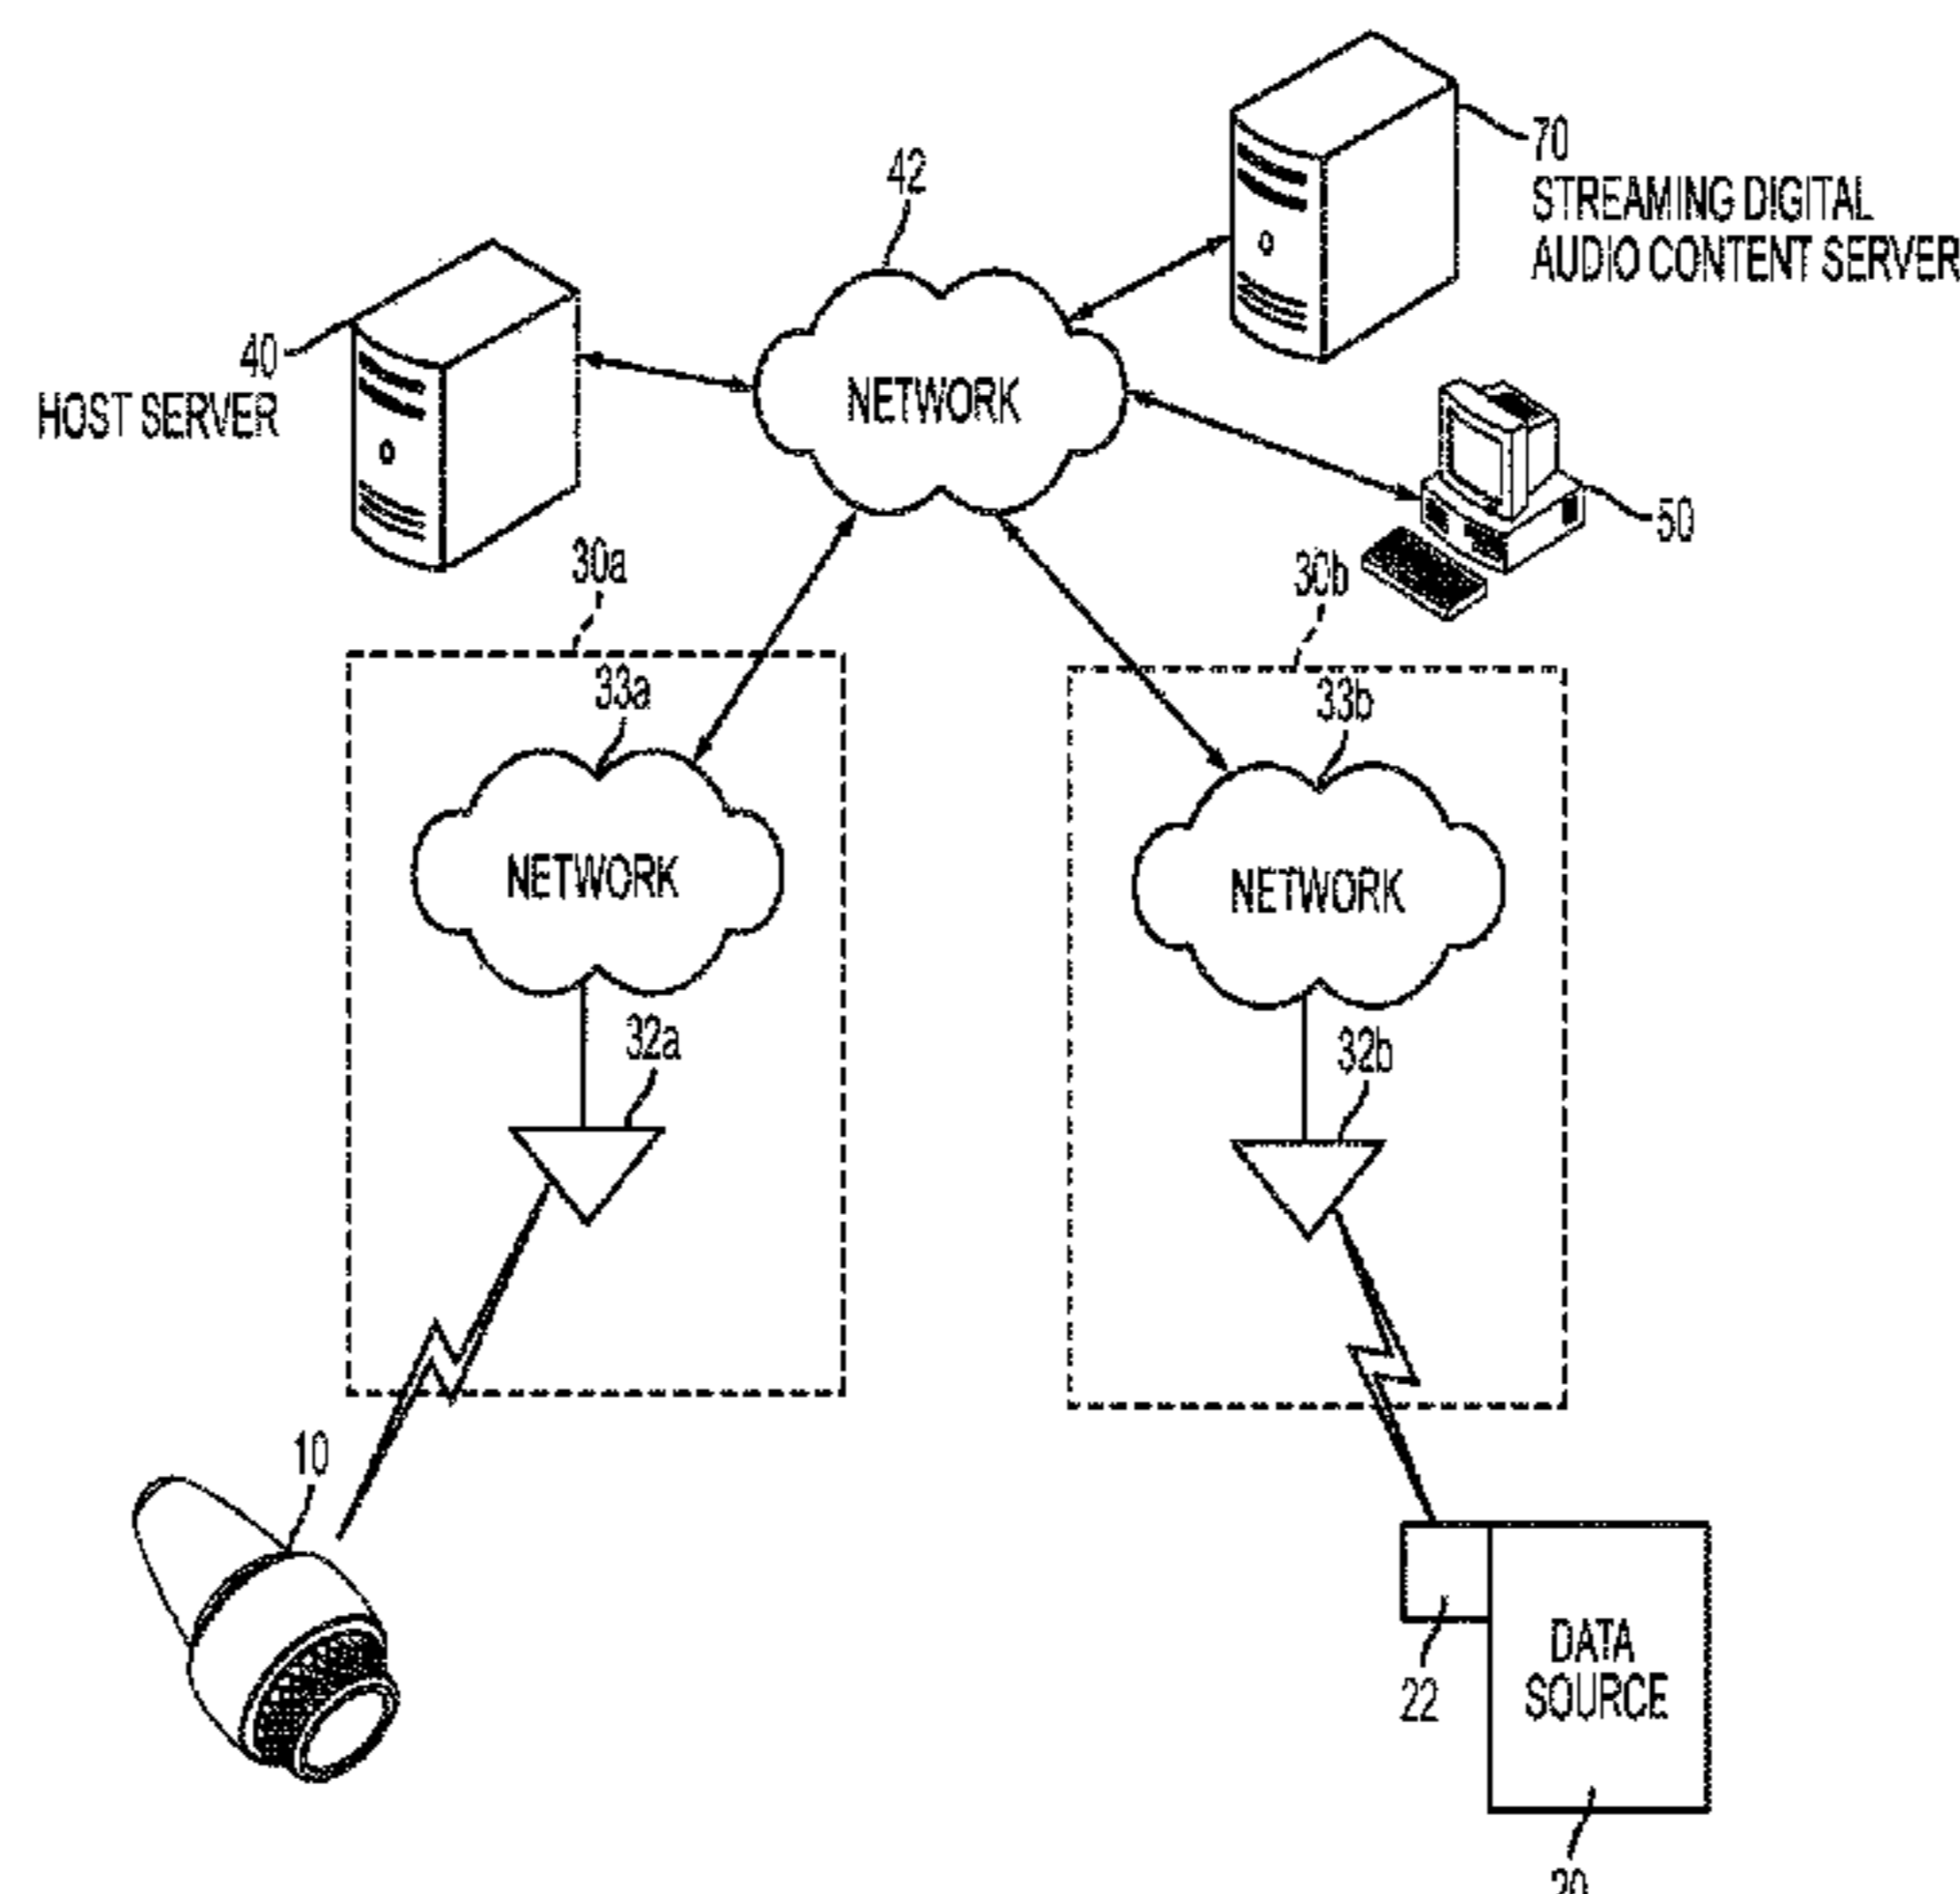 70
STREAMING DIGITAL
AUDIO CONTENT SERVER
42
40
HOST SERVER
NETWORK
50
30a
30b
33a
33b
NETWORK
NETWORK
32a
32b
10
22
DATA
SOURCE